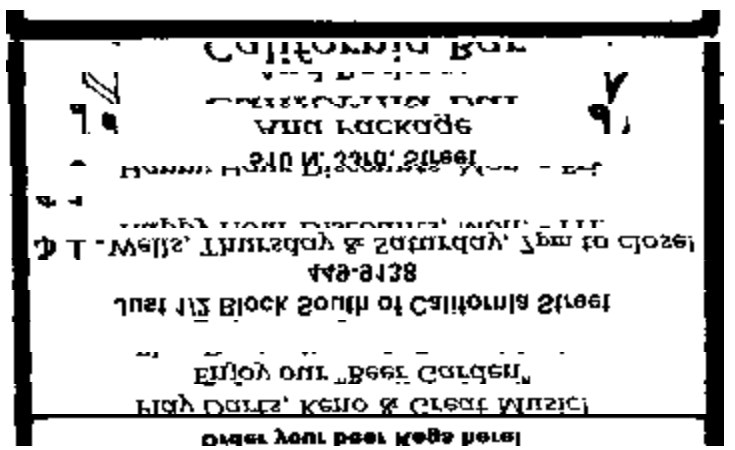 California Bar
And Package
N. 33rd. Street
Happy Hour Discounts, Mon. - Fri.
$1 - Wells, Thursday & Saturday, 7pm to close!
449-9138
Just 1/2 Block South of California Street
Enjoy our "Beer Garden"
Play Darts, Keno & Great Music!
Order your beer Kegs here!